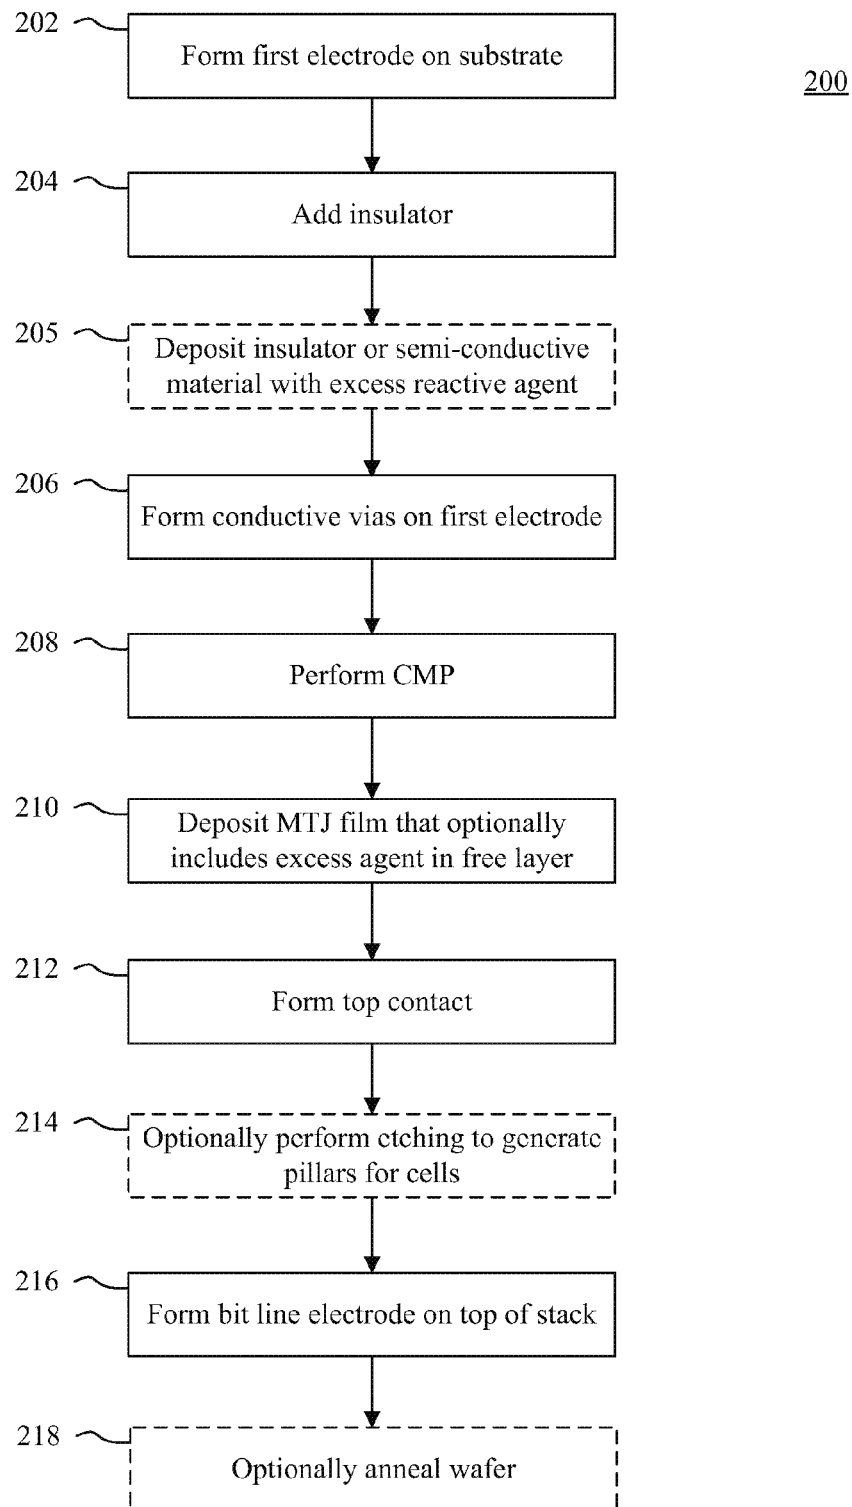 202
Form first electrode on substrate
200
204
Add insulator
205
Deposit insulator or semi-conductive
material with excess reactive agent
206
Form conductive vias on first electrode
208
Perform CMP
210
Deposit MTJ film that optionally
includes excess agent in free layer
212
Form top contact
214
Optionally perform etching to generate
pillars for cells
216
Form bit line electrode on top of stack
218
Optionally anneal wafer